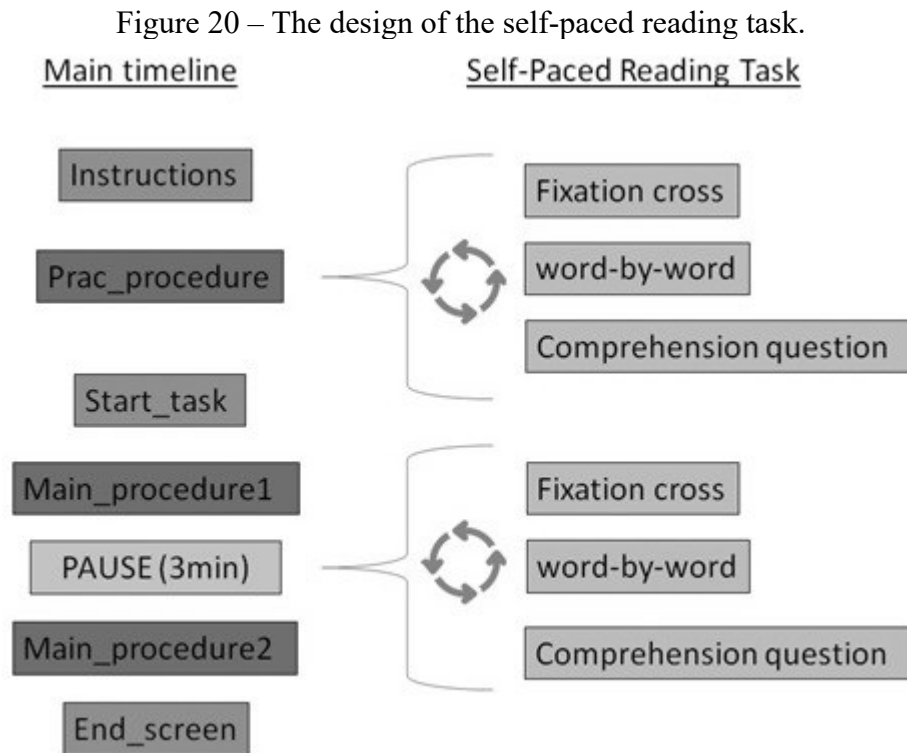 Figure 20 – The design of the self-paced reading task.
Main timeline
Self-Paced Reading Task
Instructions
Prac_procedure
Start_task
Main_procedure1
PAUSE (3min)
Main_procedure2
End_screen
Fixation cross
word-by-word
Comprehension question
Fixation cross
word-by-word
Comprehension question